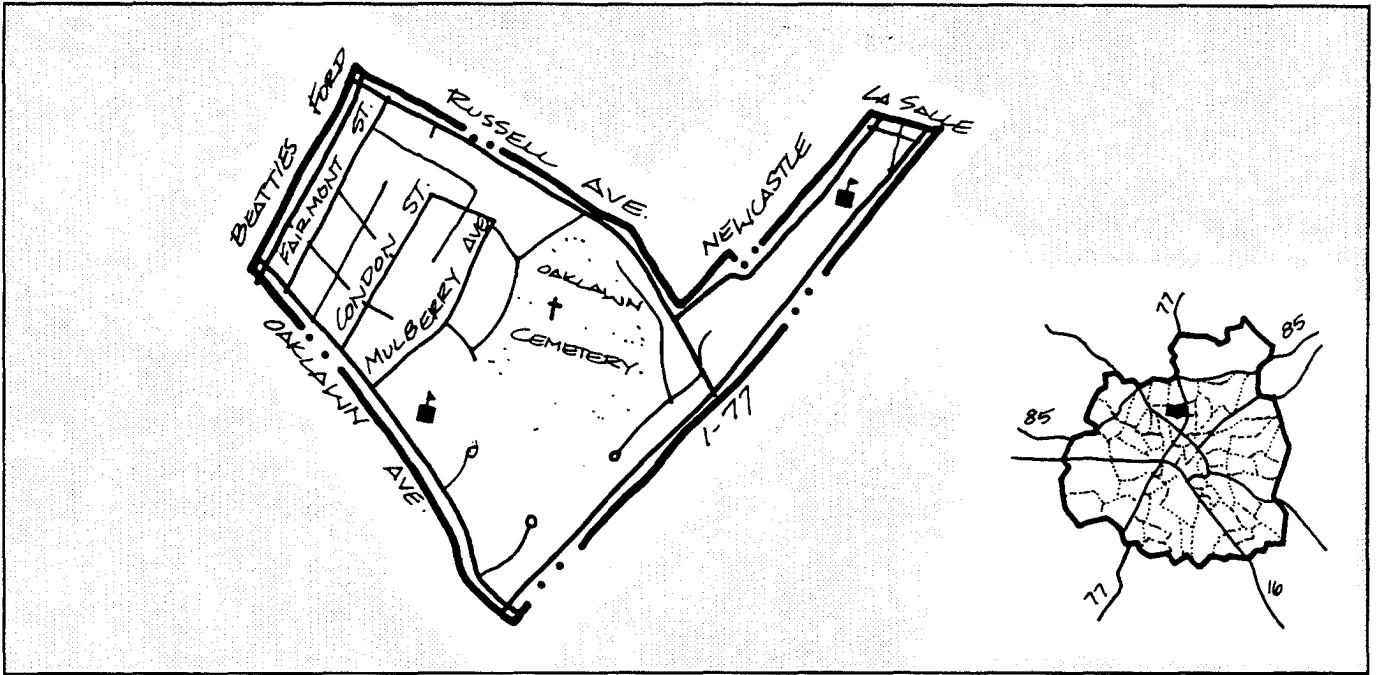 BEATTIES FORD
RUSSELL AVE.
LA SALLE
NEWCASTLE
FAIRMONT ST.
CONDON ST.
MULBERRY AVE.
OAKLAWN
CEMETERY
OAKLAWN AVE.
I-77
77
85
85
77
16